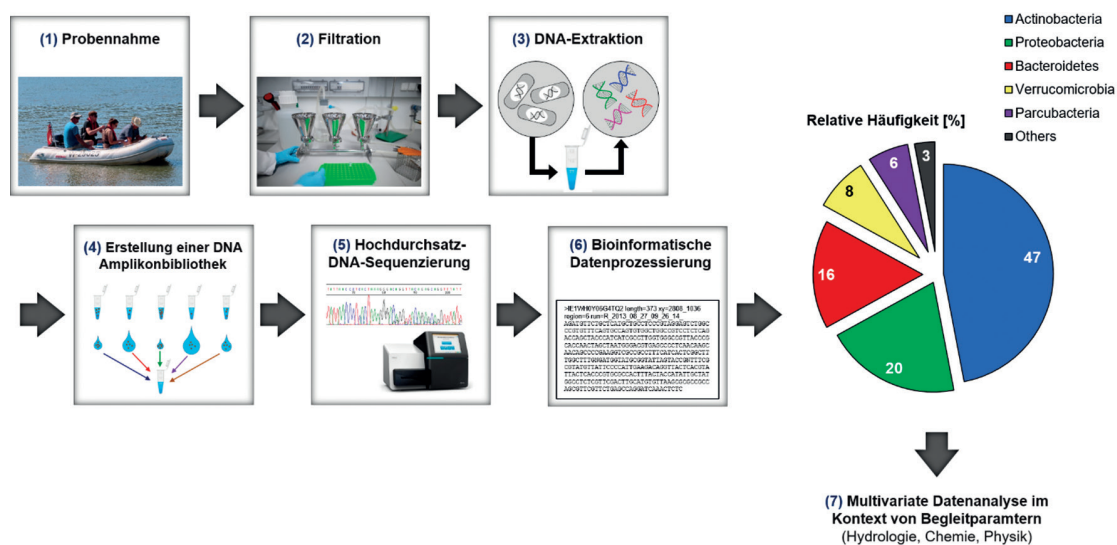 (1) Probennahme
(2) Filtration
(3) DNA-Extraktion
Actinobacteria
Proteobacteria
Bacteroidetes
Verrucomicrobia
Parcubacteria
Others
Relative Häufigkeit [%]
3
6
8
16
20
47
(4) Erstellung einer DNA
Amplikonbibliothek
(5) Hochdurchsatz-
DNA-Sequenzierung
(6) Bioinformatische
Datenprozessierung
(7) Multivariate Datenanalyse im
Kontext von Begleitparamtern
(Hydrologie, Chemie, Physik)